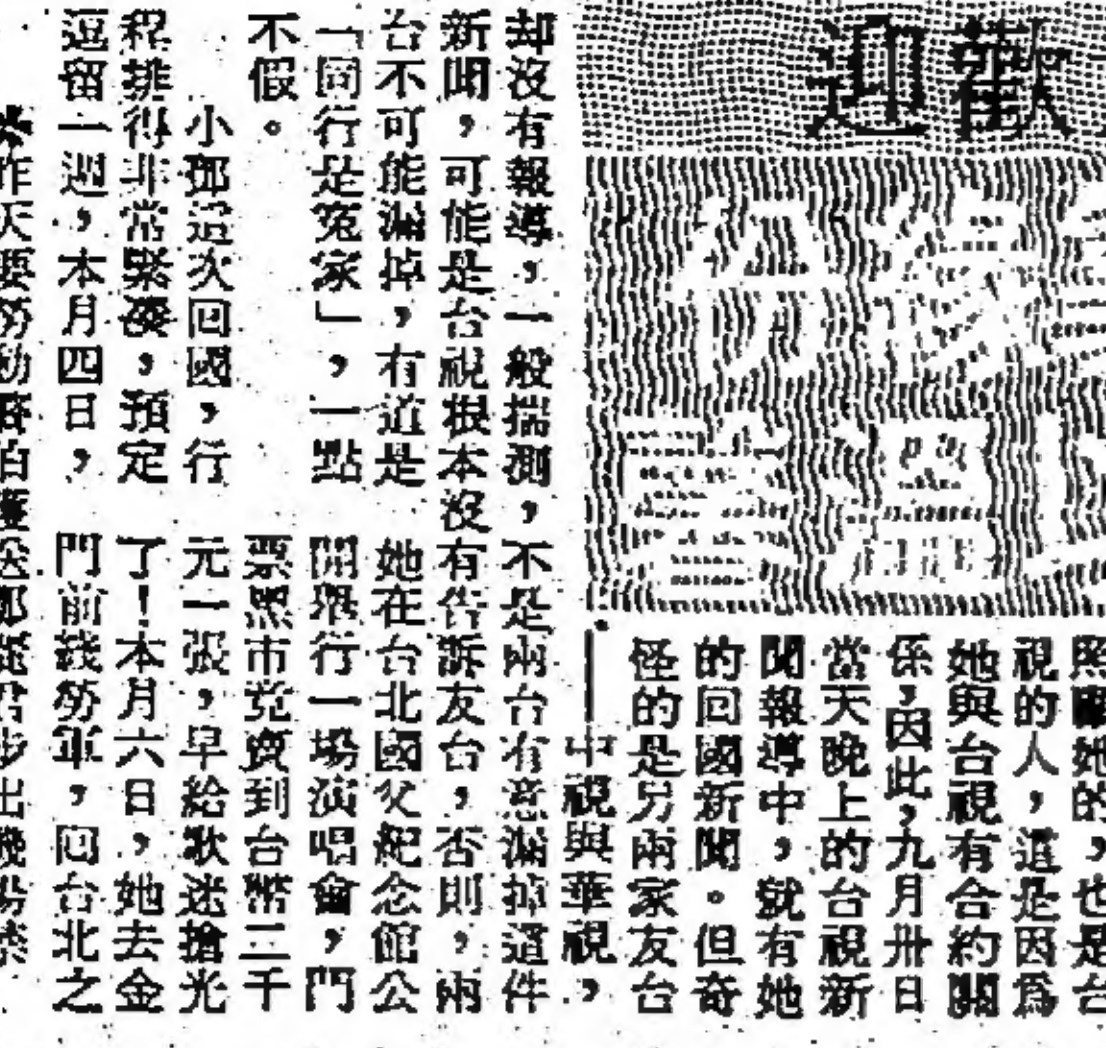 歡迎
照顧她的，也是台
視的人，這是因爲
她與台視有合約關
係，因此，九月卅日
當天晚上的台視新
聞報導中，就有她
的回國新聞。但奇
怪的是另兩家友台
——中視與華視，
却沒有報導，一般揣測，不是兩台有意漏掉這件
新聞，可能是台視根本沒有告訴友台，否則，兩
台不可能漏掉，有道是
「同行是冤家」，一點
不假。
小鄧這次回國，行
程排得非常緊湊，預定
逗留一週，本月四日，
她在台北國父紀念館公
開舉行一場演唱會，門
票黑市竟賣到台幣二千
元一張，早給歌迷搶光
了！本月六日，她去金
門前綫勞軍，囘台北之